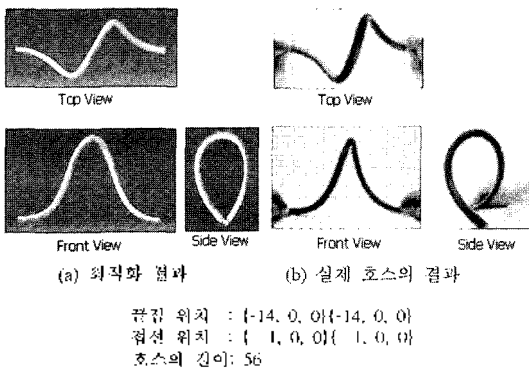 Top View
Top View
Front View
Side View
Front View
Side View
(a) 최적화 결과
(b) 실제 호스의 결과
끝점 위치 : {-14, 0, 0}{-14, 0, 0}
접선 위치 : { 1, 0, 0}{ 1, 0, 0}
호스의 길이: 56